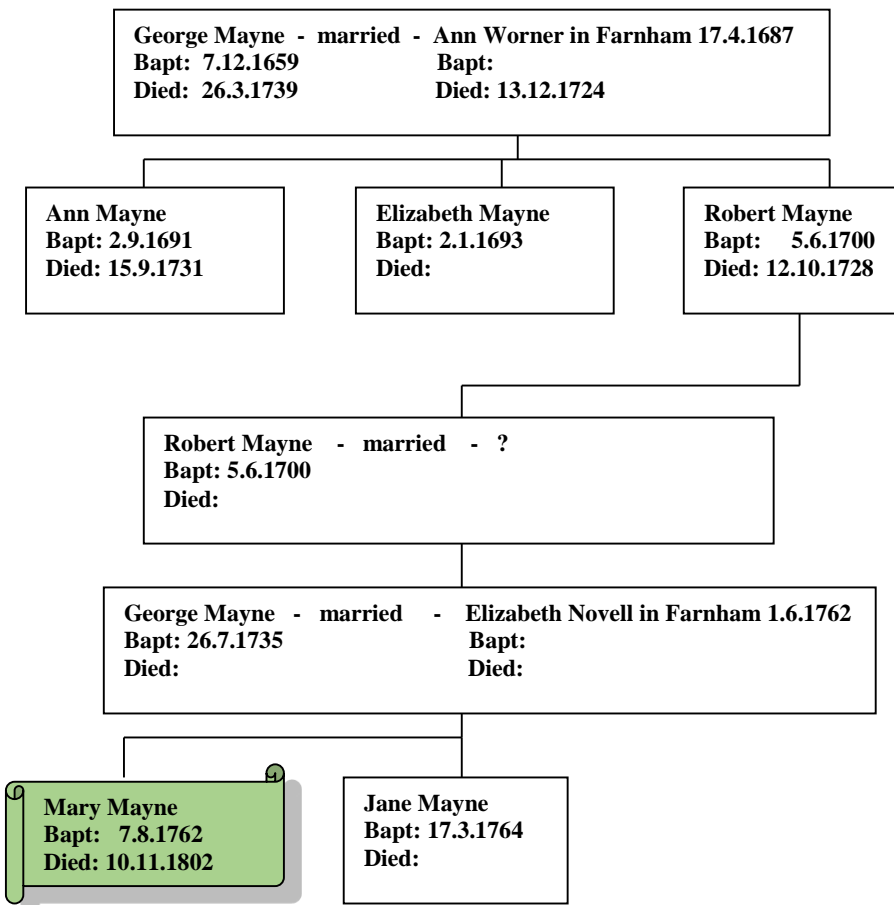 George Mayne - married - Ann Worner in Farnham 17.4.1687
Bapt: 7.12.1659 Bapt:
Died: 26.3.1739 Died: 13.12.1724
Ann Mayne
Bapt: 2.9.1691
Died: 15.9.1731
Elizabeth Mayne
Bapt: 2.1.1693
Died:
Robert Mayne
Bapt: 5.6.1700
Died: 12.10.1728
Robert Mayne - married - ?
Bapt: 5.6.1700
Died:
George Mayne - married - Elizabeth Novell in Farnham 1.6.1762
Bapt: 26.7.1735 Bapt:
Died: Died:
Mary Mayne
Bapt: 7.8.1762
Died: 10.11.1802
Jane Mayne
Bapt: 17.3.1764
Died: